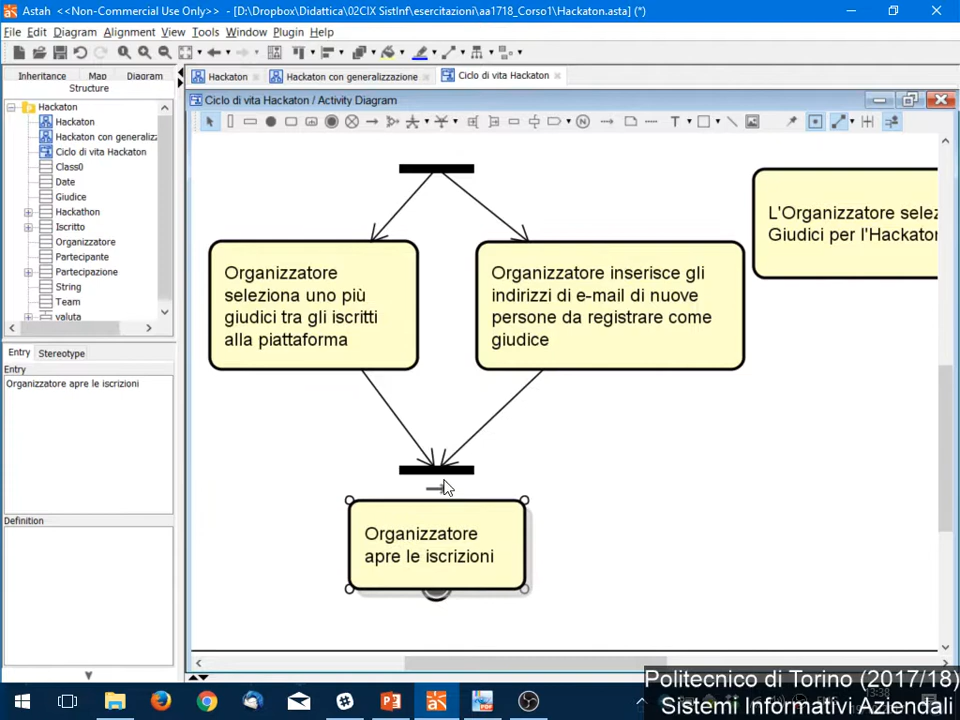 Astah <<Non-Commercial Use Only>> - [D:\Dropbox\Didattica\02CIX SistInf\esercitazioni\aa1718_Corso1\Hackaton.asta] (*)
File Edit Diagram Alignment View Tools Window Plugin Help
Inheritance Map Diagram
Structure
Hackaton
Hackaton
Hackaton con generaliz
Ciclo di vita Hackaton
Class0
Date
Giudice
Hackathon
Iscritto
Organizzatore
Partecipante
Partecipazione
String
Team
valuta
Entry Stereotype
Entry
Organizzatore apre le iscrizioni
Definition
Hackaton
Hackaton con generalizzazione
Ciclo di vita Hackaton
Ciclo di vita Hackaton / Activity Diagram
Organizzatore
seleziona uno più
giudici tra gli iscritti
alla piattaforma
Organizzatore inserisce gli
indirizzi di e-mail di nuove
persone da registrare come
giudice
L'Organizzatore selez
Giudici per l'Hackator
Organizzatore
apre le iscrizioni
Politecnico di Torino (2017/18)
Sistemi Informativi Aziendali